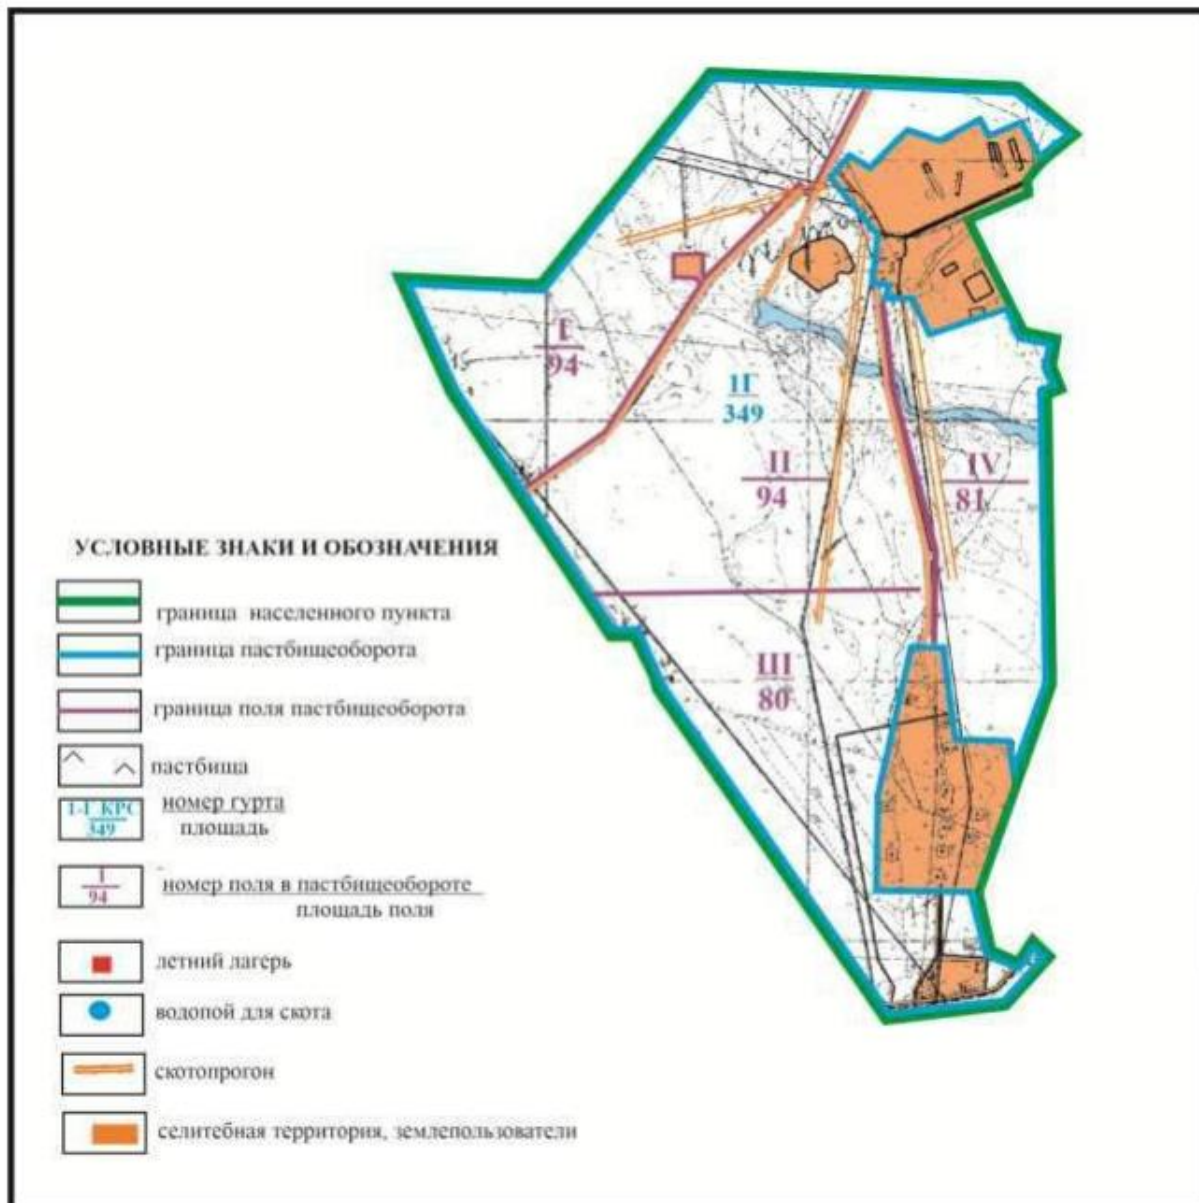 I
94
1Г
349
II
94
IV
81
Ш
80
УСЛОВНЫЕ ЗНАКИ И ОБОЗНАЧЕНИЯ
граница населенного пункта
граница пастбищеоборота
граница поля пастбищеоборота
пастбища
1-Г КРС
349
номер гурта
площадь
I
94
номер поля в пастбищеобороте
площадь поля
летний лагерь
водопой для скота
скотопрогон
селитебная территория, землепользователи